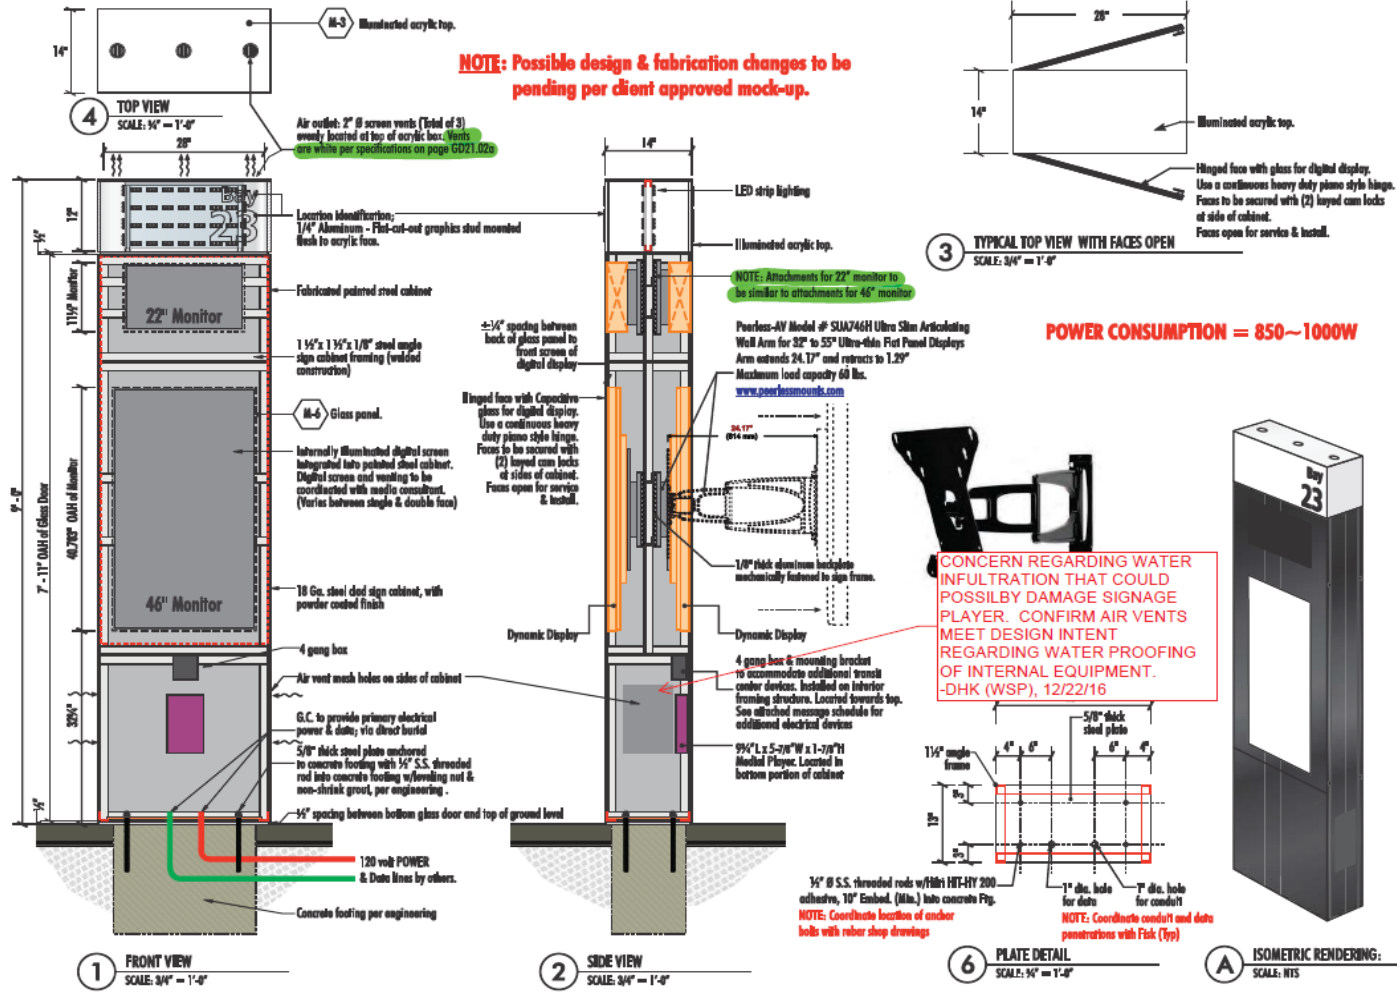 M-3
Illuminated acrylic top.
14"
4
TOP VIEW
SCALE: ¾" = 1'-0"
28"
NOTE: Possible design & fabrication changes to be
pending per client approved mock-up.
Air outlet: 2" Ø screen vents (Total of 3)
evenly located at top of acrylic box. Vents
are white per specifications on page GD21.02a
12"
½"
Bay
23
Location Identification;
1/4" Aluminum - Flat-cut-out graphics stud mounted
flush to acrylic face.
11½" Monitor
22" Monitor
Fabricated painted steel cabinet
1 ½"x 1 ½"x 1/8" steel angle
sign cabinet framing (welded
construction)
M-6
Glass panel.
Internally illuminated digital screen
integrated into painted steel cabinet.
Digital screen and venting to be
coordinated with media consultant.
(Varies between single & double face)
9' - 0"
7' - 11" OAH of Glass Door
40.703" OAH of Monitor
46" Monitor
18 Ga. steel clad sign cabinet, with
powder coated finish
4 gang box
Air vent mesh holes on sides of cabinet
32¼"
G.C. to provide primary electrical
power & data; via direct burial
5/8" thick steel plate anchored
to concrete footing with ½" S.S. threaded
rod into concrete footing w/leveling nut &
non-shrink grout, per engineering .
½"
½" spacing between bottom glass door and top of ground level
120 volt POWER
& Data lines by others.
Concrete footing per engineering
1
FRONT VIEW
SCALE: 3/4" = 1'-0"
14"
LED strip lighting
Illuminated acrylic top.
NOTE: Attachments for 22" monitor to
be similar to attachments for 46" monitor
±¼" spacing between
back of glass panel to
front screen of
digital display
Peerless-AV Model # SUA746H Ultra Slim Articulating
Wall Arm for 32" to 55" Ultra-thin Flat Panel Displays
Arm extends 24.17" and retracts to 1.29"
Maximum load capacity 60 lbs.
www.peerlessmounts.com
Hinged face with Capacitive
glass for digital display.
Use a continuous heavy
duty piano style hinge.
Faces to be secured with
(2) keyed cam locks
at sides of cabinet.
Faces open for service
& install.
24.17"
(614 mm)
1/8" thick aluminum backplate
mechanically fastened to sign frame.
Dynamic Display
Dynamic Display
4 gang box & mounting bracket
to accommodate additional transit
center devices. Installed on interior
framing structure. Located towards top.
See attached message schedule for
additional electrical devices
9¼"L x 5-7/8"W x 1-7/8"H
Medial Player. Located in
bottom portion of cabinet
2
SIDE VIEW
SCALE: 3/4" = 1'-0"
28"
14"
Illuminated acrylic top.
Hinged face with glass for digital display.
Use a continuous heavy duty piano style hinge.
Faces to be secured with (2) keyed cam locks
at side of cabinet.
Faces open for service & install.
3
TYPICAL TOP VIEW WITH FACES OPEN
SCALE: 3/4" = 1'-0"
POWER CONSUMPTION = 850~1000W
CONCERN REGARDING WATER
INFULTRATION THAT COULD
POSSILBY DAMAGE SIGNAGE
PLAYER. CONFIRM AIR VENTS
MEET DESIGN INTENT
REGARDING WATER PROOFING
OF INTERNAL EQUIPMENT.
-DHK (WSP), 12/22/16
5/8" thick
steel plate
1½" angle
frame
4"
6"
6"
4"
13"
3"
½" Ø S.S. threaded rods w/Hilti HIT-HY 200
adhesive, 10" Embed. (Min.) into concrete Ftg.
NOTE: Coordinate location of anchor
bolts with rebar shop drawings
1" dia. hole
for data
1" dia. hole
for conduit
NOTE: Coordinate conduit and data
penetrations with Fisk (Typ)
6
PLATE DETAIL
SCALE: ¾" = 1'-0"
Bay
23
A
ISOMETRIC RENDERING:
SCALE: NTS